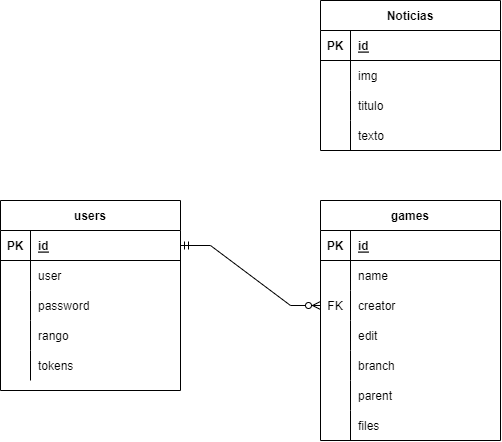 Noticias
PK id
img
titulo
texto
users
PK id
user
password
rango
tokens
games
PK id
name
FK creator
edit
branch
parent
files